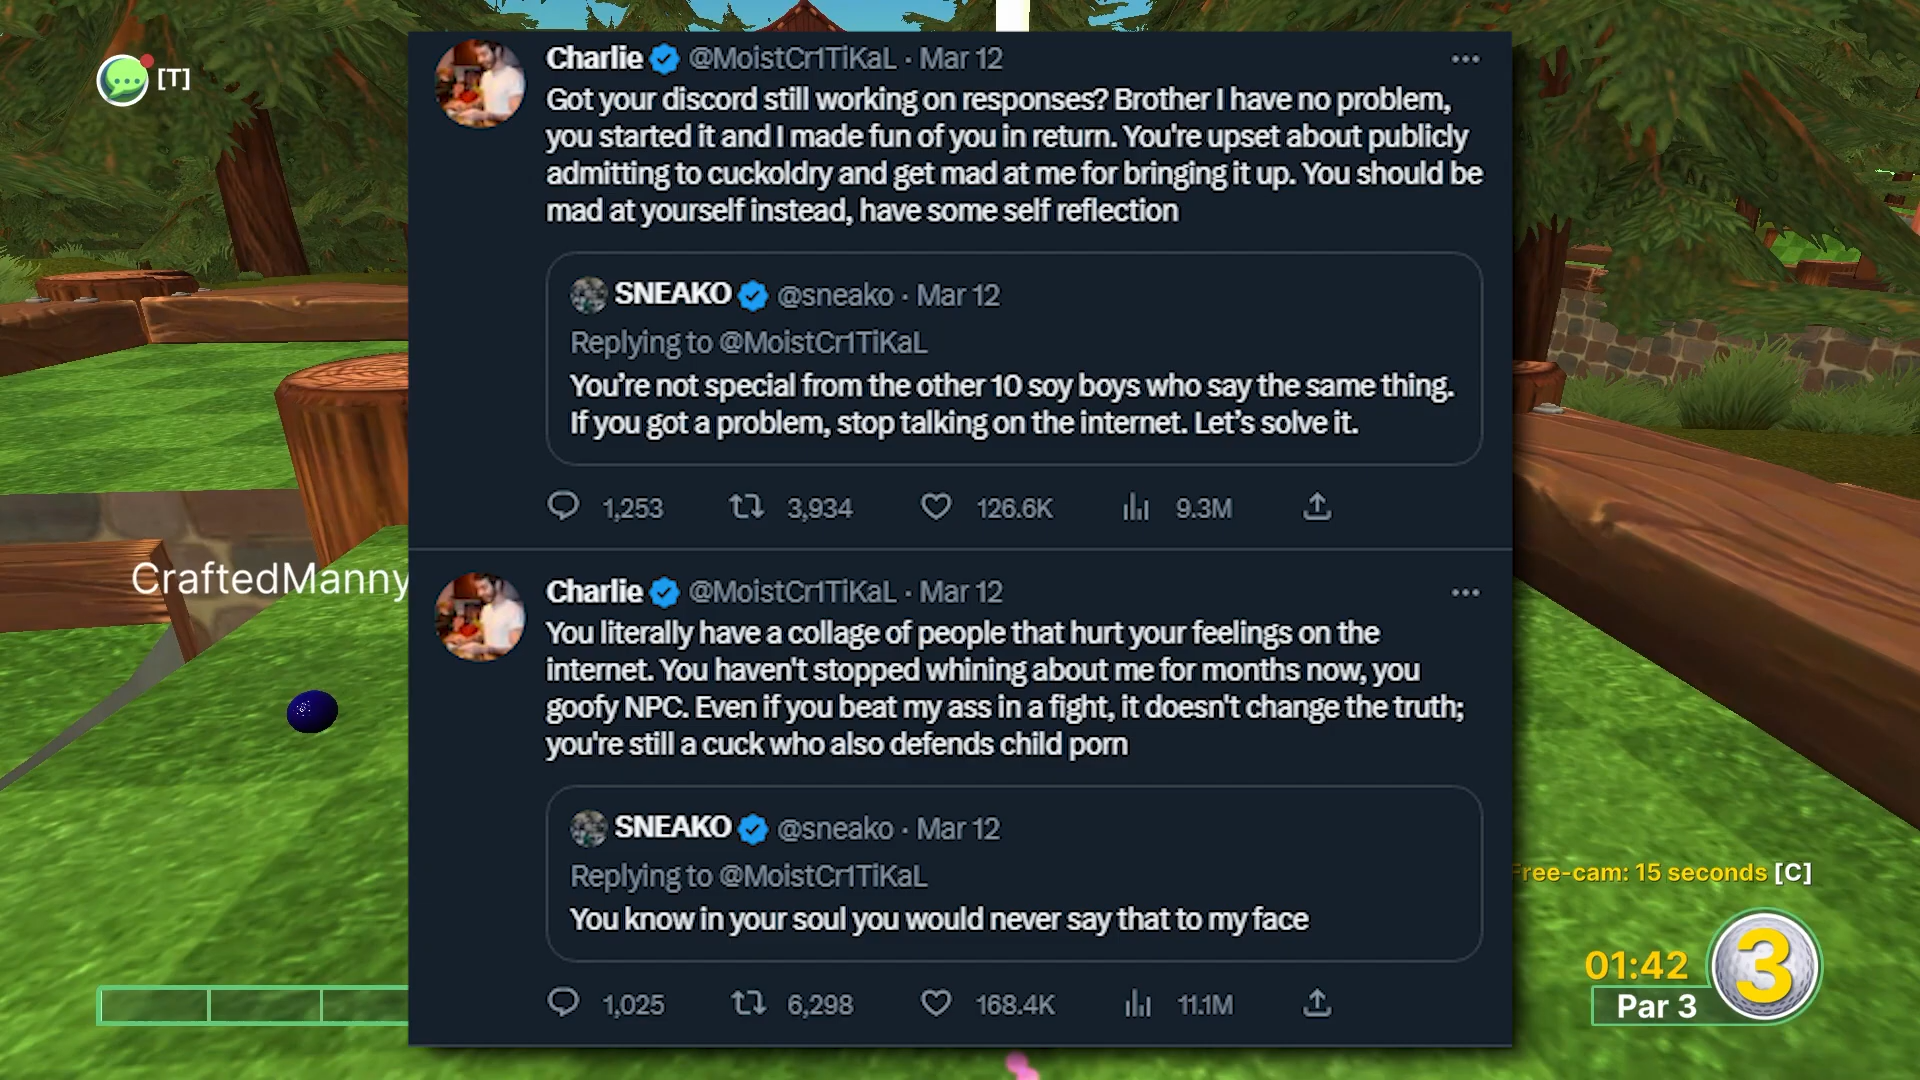 [T]
Charlie @MoistCr1TiKaL · Mar 12
Got your discord still working on responses? Brother I have no problem,
you started it and I made fun of you in return. You're upset about publicly
admitting to cuckoldry and get mad at me for bringing it up. You should be
mad at yourself instead, have some self reflection
SNEAKO @sneako · Mar 12
Replying to @MoistCr1TiKaL
You’re not special from the other 10 soy boys who say the same thing.
If you got a problem, stop talking on the internet. Let’s solve it.
1,253 3,934 126.6K 9.3M
CraftedManny
Charlie @MoistCr1TiKaL · Mar 12
You literally have a collage of people that hurt your feelings on the
internet. You haven't stopped whining about me for months now, you
goofy NPC. Even if you beat my ass in a fight, it doesn't change the truth;
you're still a cuck who also defends child porn
SNEAKO @sneako · Mar 12
Replying to @MoistCr1TiKaL
You know in your soul you would never say that to my face
1,025 6,298 168.4K 11.1M
Free-cam: 15 seconds [C]
01:42
3
Par 3